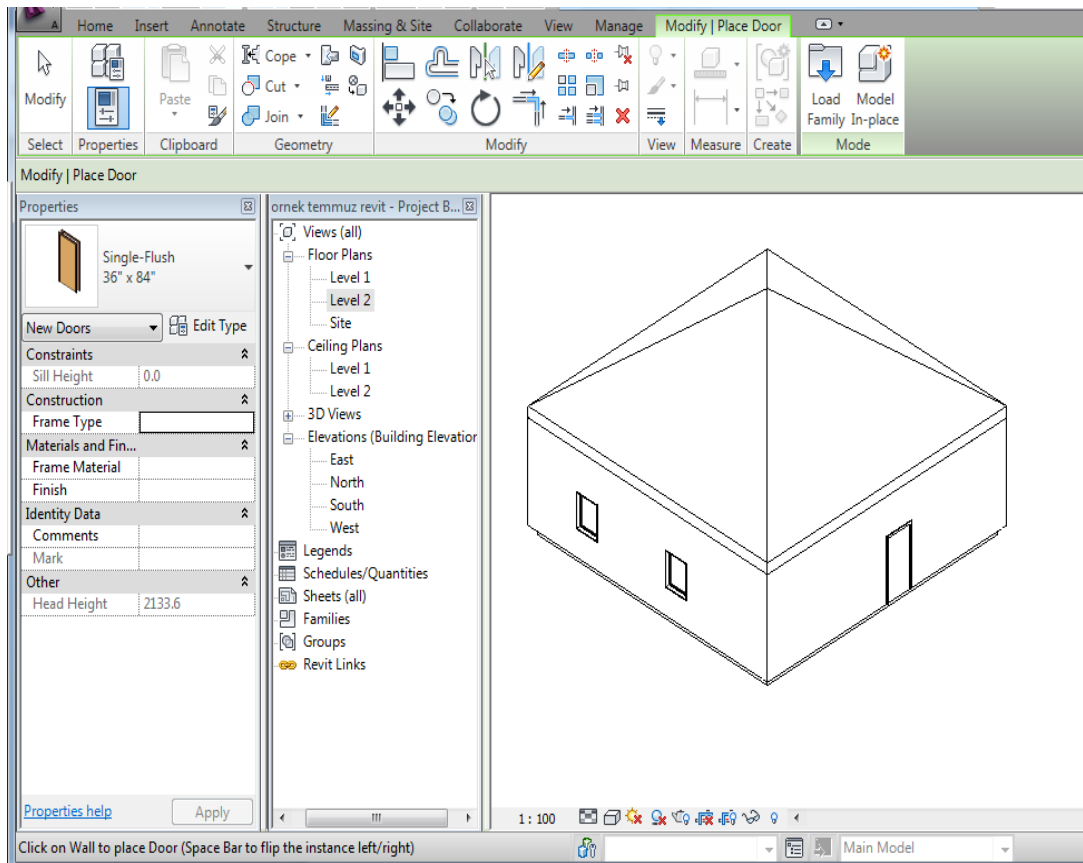 A
Home Insert Annotate Structure Massing & Site Collaborate View Manage Modify | Place Door
Modify
Paste
Cope
Cut
Join
Load Family
Model In-place
Select Properties Clipboard Geometry Modify View Measure Create Mode
Modify | Place Door
Properties
Single-Flush
36" x 84"
New Doors
Edit Type
Constraints
Sill Height 0.0
Construction
Frame Type
Materials and Fin...
Frame Material
Finish
Identity Data
Comments
Mark
Other
Head Height 2133.6
Properties help
Apply
ornek temmuz revit - Project B...
Views (all)
Floor Plans
Level 1
Level 2
Site
Ceiling Plans
Level 1
Level 2
3D Views
Elevations (Building Elevation
East
North
South
West
Legends
Schedules/Quantities
Sheets (all)
Families
Groups
Revit Links
1 : 100
Click on Wall to place Door (Space Bar to flip the instance left/right)
Main Model